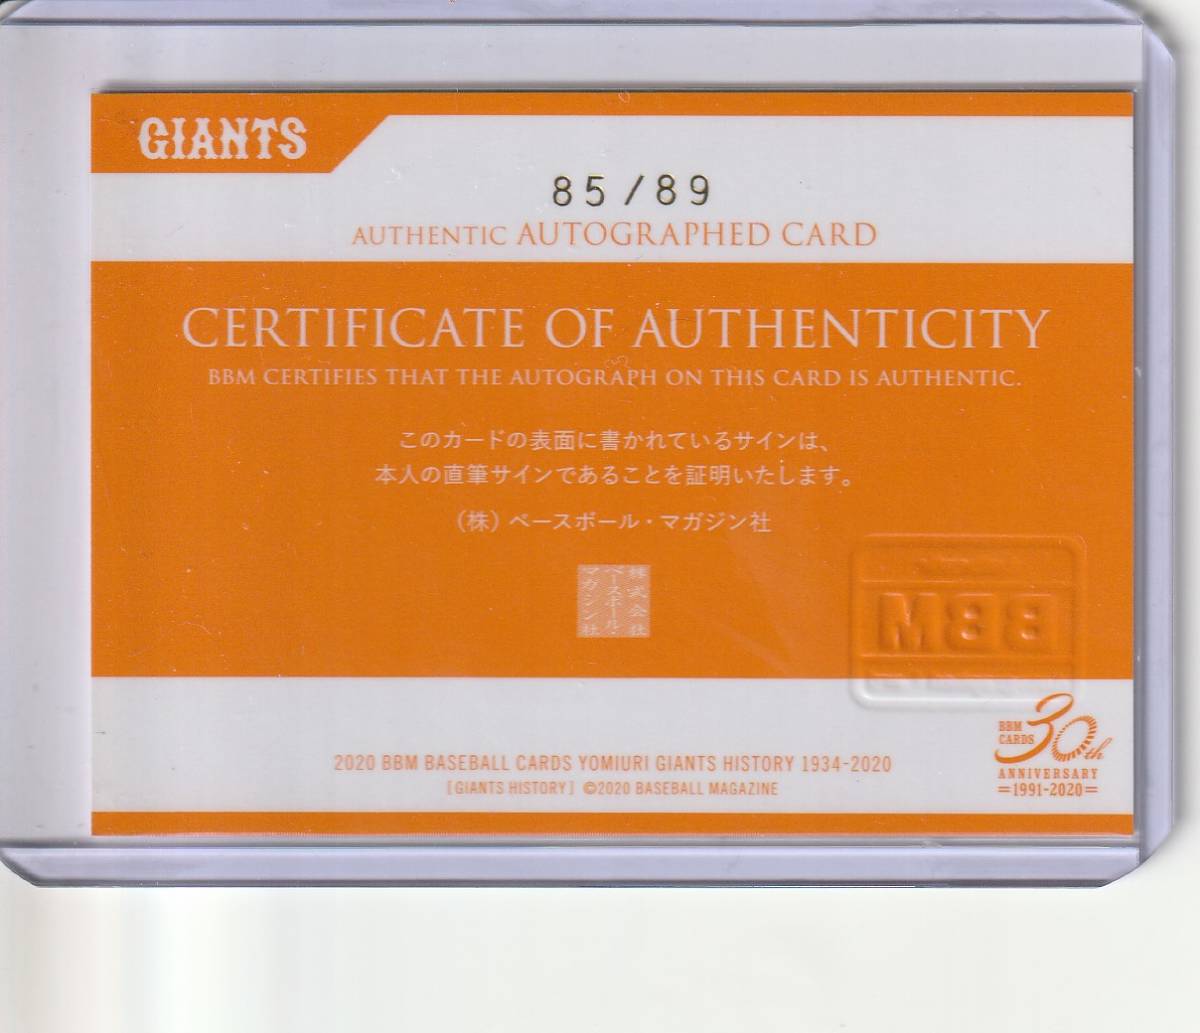 GIANTS
85/89
AUTHENTIC AUTOGRAPHED CARD
CERTIFICATE OF AUTHENTICITY
BBM CERTIFIES THAT THE AUTOGRAPH ON THIS CARD IS AUTHENTIC.
このカードの表面に書かれているサインは、
本人の直筆サインであることを証明いたします。
(株) ベースボール・マガジン社
株式会社
ベースボール・
マガジン社
BBM
BBM
CARDS
30th
ANNIVERSARY
=1991-2020=
2020 BBM BASEBALL CARDS YOMIURI GIANTS HISTORY 1934-2020
[GIANTS HISTORY] ©2020 BASEBALL MAGAZINE